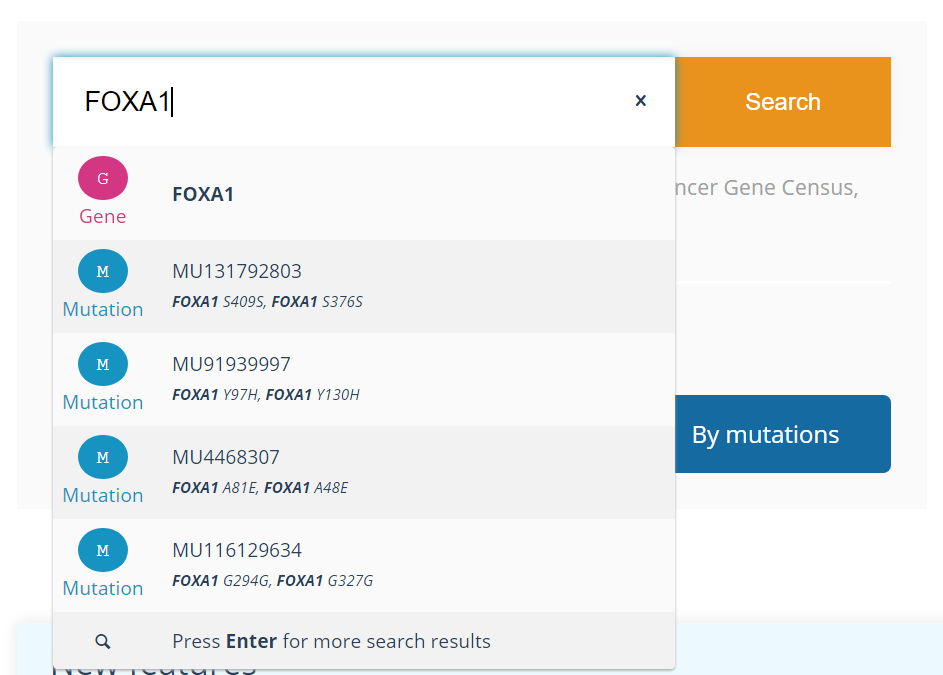 FOXA1
x
Search
G
Gene
FOXA1
ncer Gene Census,
M
Mutation
MU131792803
FOXA1 S409S, FOXA1 S376S
M
Mutation
MU91939997
FOXA1 Y97H, FOXA1 Y130H
By mutations
M
Mutation
MU4468307
FOXA1 A81E, FOXA1 A48E
M
Mutation
MU116129634
FOXA1 G294G, FOXA1 G327G
Press Enter for more search results
New features